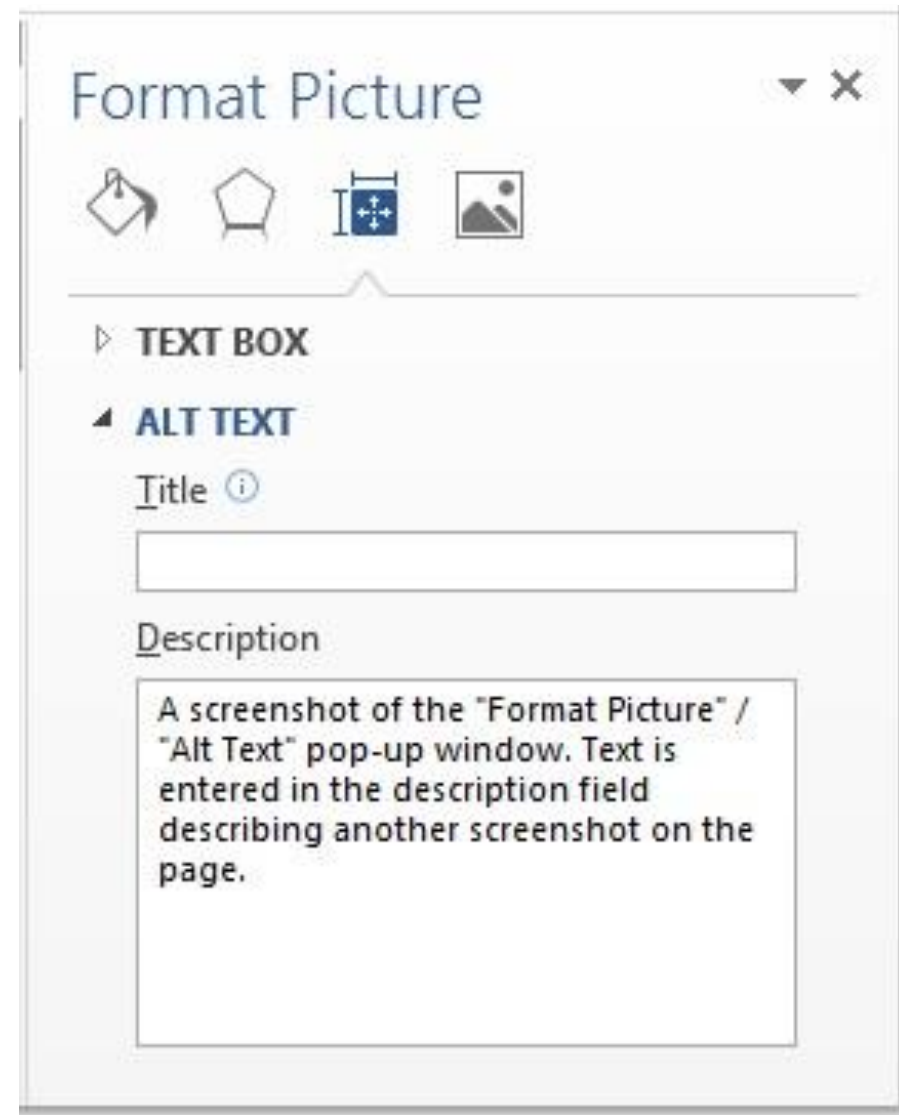 Format Picture
TEXT BOX
ALT TEXT
Title
Description
A screenshot of the "Format Picture" /
"Alt Text" pop-up window. Text is
entered in the description field
describing another screenshot on the
page.